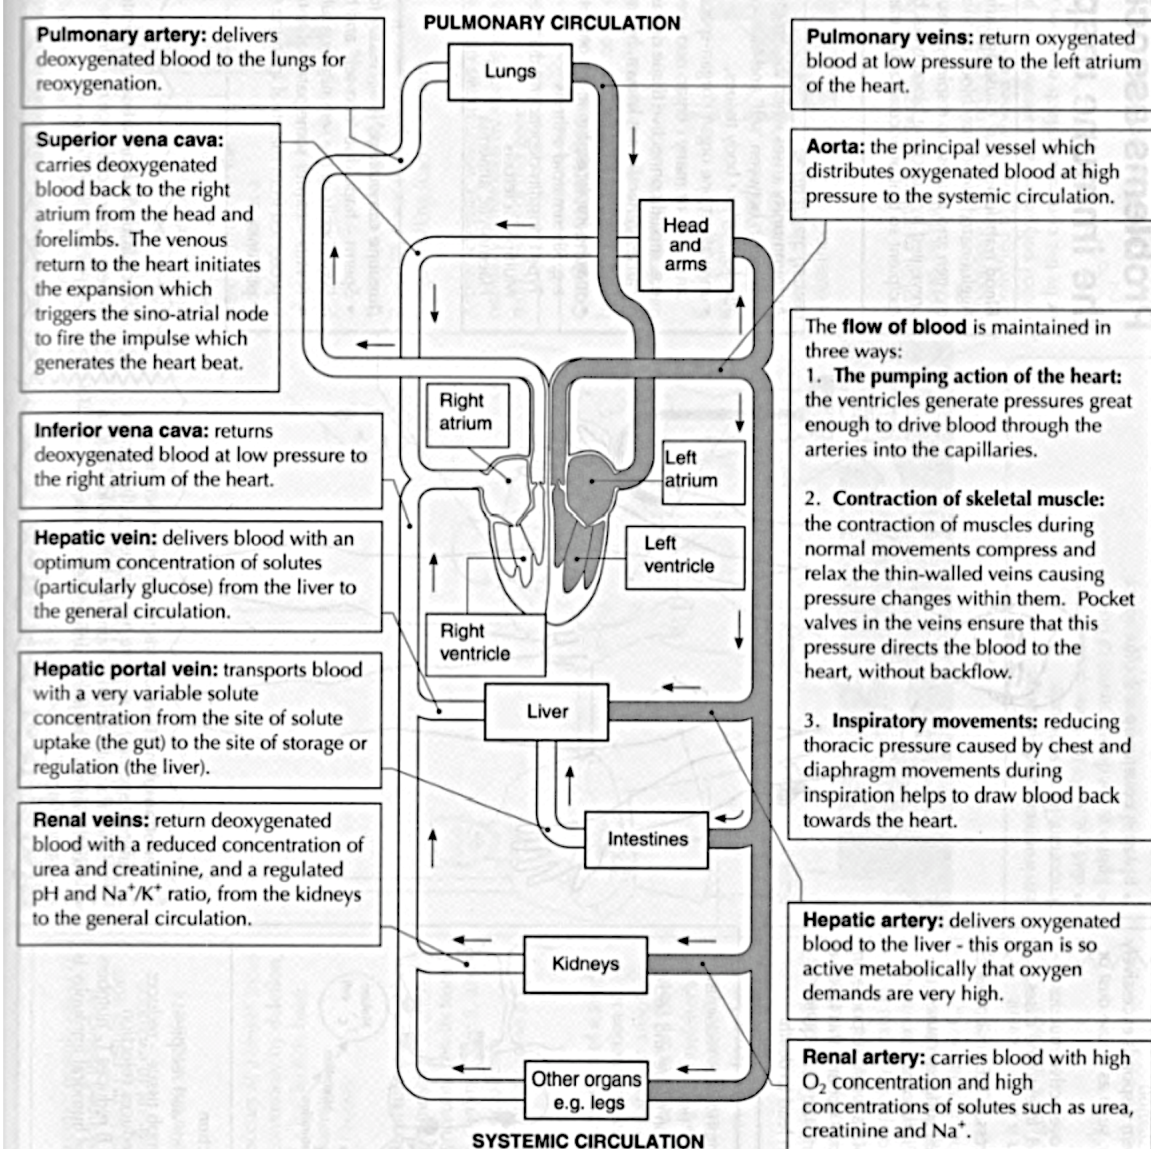 PULMONARY CIRCULATION
Pulmonary artery: delivers
deoxygenated blood to the lungs for
reoxygenation.
Superior vena cava:
carries deoxygenated
blood back to the right
atrium from the head and
forelimbs. The venous
return to the heart initiates
the expansion which
triggers the sino-atrial node
to fire the impulse which
generates the heart beat.
Inferior vena cava: returns
deoxygenated blood at low pressure to
the right atrium of the heart.
Hepatic vein: delivers blood with an
optimum concentration of solutes
(particularly glucose) from the liver to
the general circulation.
Hepatic portal vein: transports blood
with a very variable solute
concentration from the site of solute
uptake (the gut) to the site of storage or
regulation (the liver).
Renal veins: return deoxygenated
blood with a reduced concentration of
urea and creatinine, and a regulated
pH and Na⁺/K⁺ ratio, from the kidneys
to the general circulation.
Lungs
Head
and
arms
Right
atrium
Left
atrium
Left
ventricle
Right
ventricle
Liver
Intestines
Kidneys
Other organs
e.g. legs
SYSTEMIC CIRCULATION
Pulmonary veins: return oxygenated
blood at low pressure to the left atrium
of the heart.
Aorta: the principal vessel which
distributes oxygenated blood at high
pressure to the systemic circulation.
The flow of blood is maintained in
three ways:
1. The pumping action of the heart:
the ventricles generate pressures great
enough to drive blood through the
arteries into the capillaries.
2. Contraction of skeletal muscle:
the contraction of muscles during
normal movements compress and
relax the thin-walled veins causing
pressure changes within them. Pocket
valves in the veins ensure that this
pressure directs the blood to the
heart, without backflow.
3. Inspiratory movements: reducing
thoracic pressure caused by chest and
diaphragm movements during
inspiration helps to draw blood back
towards the heart.
Hepatic artery: delivers oxygenated
blood to the liver - this organ is so
active metabolically that oxygen
demands are very high.
Renal artery: carries blood with high
O₂ concentration and high
concentrations of solutes such as urea,
creatinine and Na⁺.